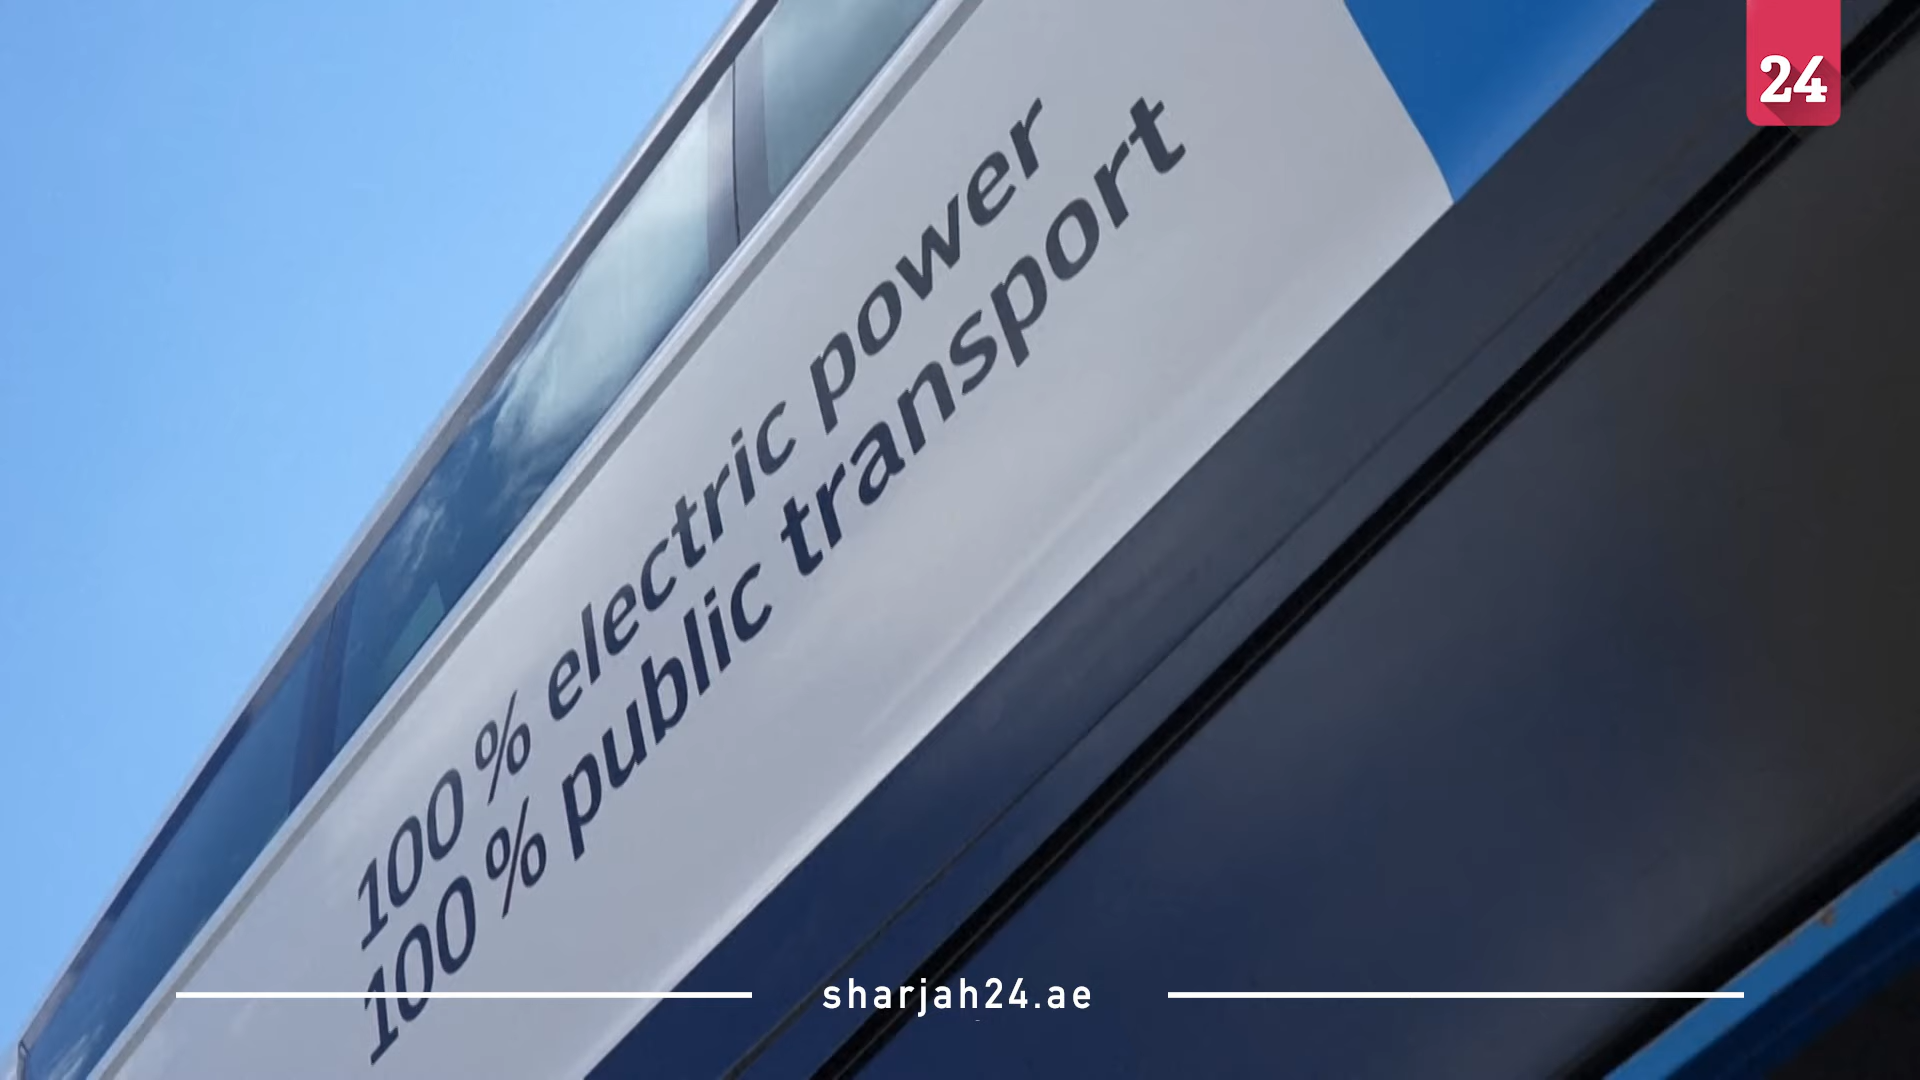 24
100 % electric power
100 % public transport
sharjah24.ae